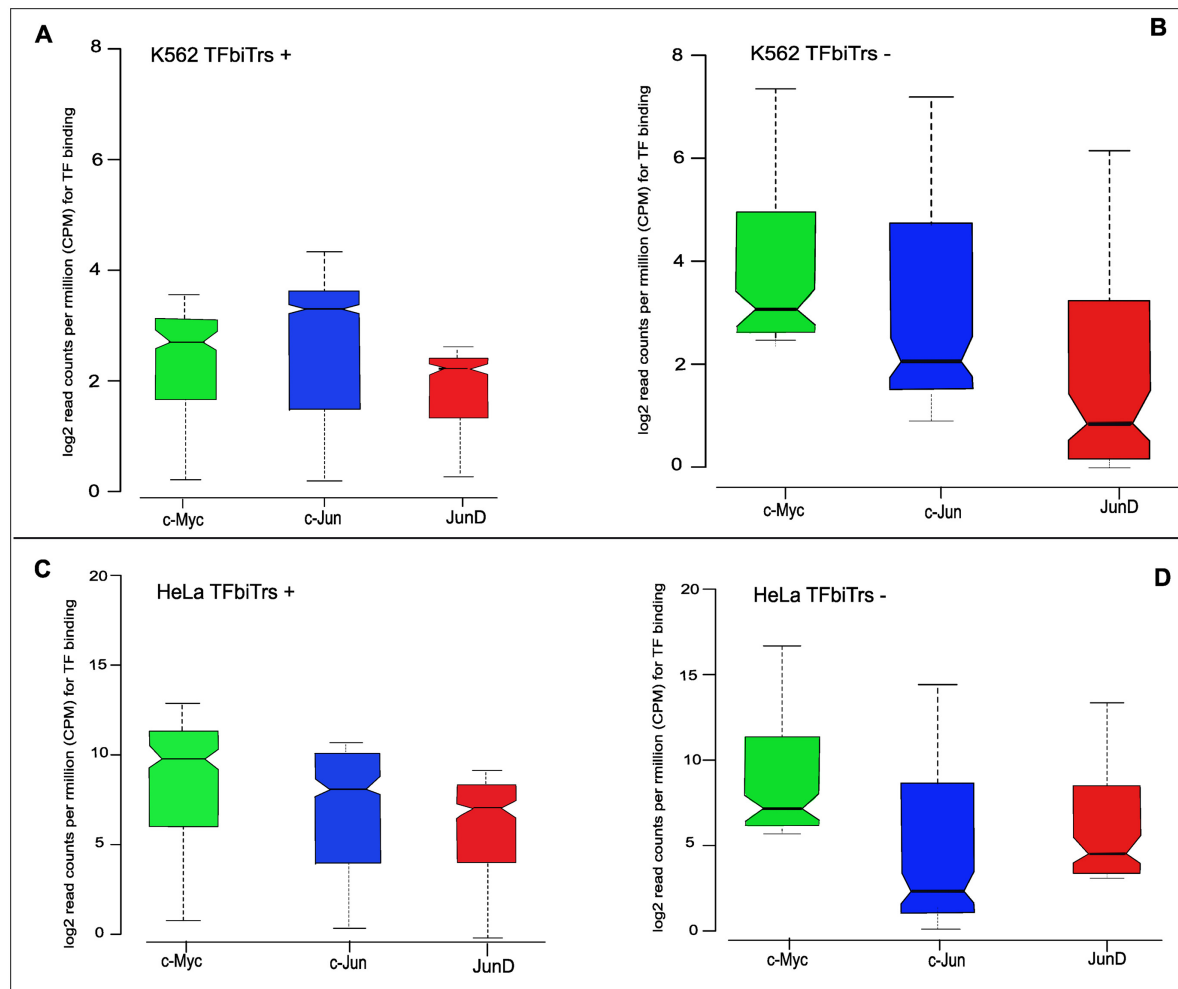 A
K562 TFbiTrs +
log2 read counts per rmillion (CPM) for TF binding
8
6
4
2
0
c-Myc
c-Jun
JunD
B
K562 TFbiTrs -
log2 read counts per rmillion (CPM) for TF binding
8
6
4
2
0
c-Myc
c-Jun
JunD
C
HeLa TFbiTrs +
log2 read counts per rmillion (CPM) for TF binding
20
15
10
5
0
c-Myc
c-Jun
JunD
D
HeLa TFbiTrs -
log2 read counts per rmillion (CPM) for TF binding
20
15
10
5
0
c-Myc
c-Jun
JunD